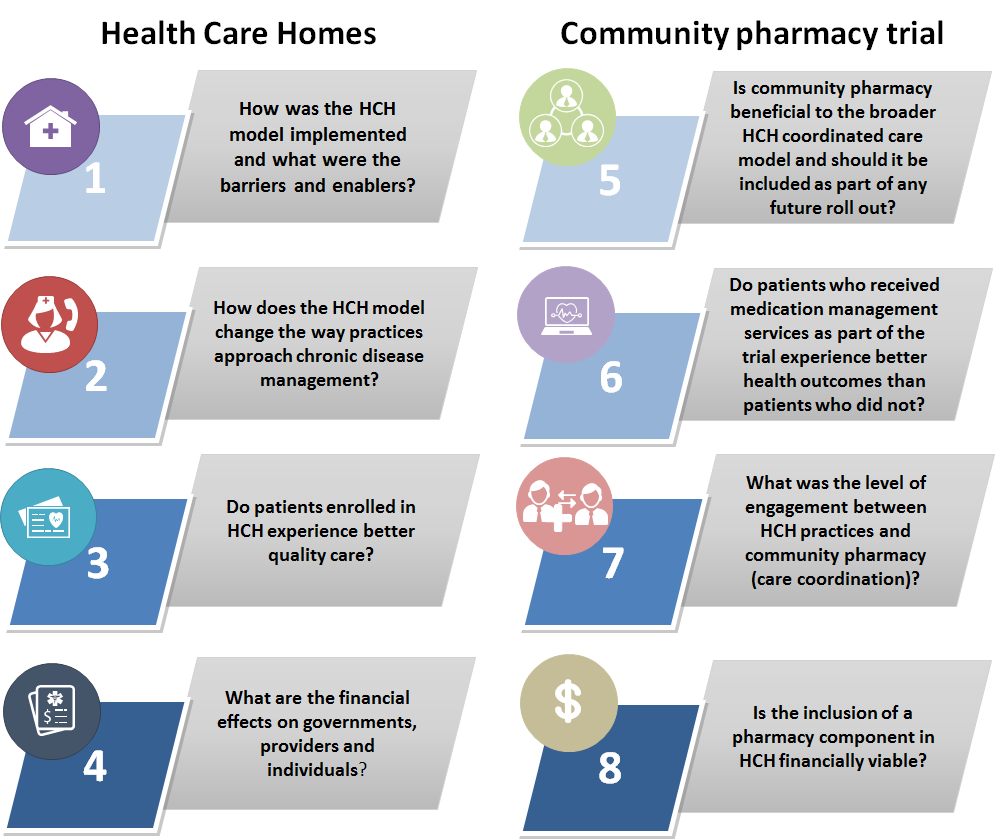 Health Care Homes
1
How was the HCH
model implemented
and what were the
barriers and enablers?
2
How does the HCH model
change the way practices
approach chronic disease
management?
3
Do patients enrolled in
HCH experience better
quality care?
4
$
What are the financial
effects on governments,
providers and
individuals?
Community pharmacy trial
5
Is community pharmacy
beneficial to the broader
HCH coordinated care
model and should it be
included as part of any
future roll out?
6
Do patients who received
medication management
services as part of the
trial experience better
health outcomes than
patients who did not?
7
What was the level of
engagement between
HCH practices and
community pharmacy
(care coordination)?
$
8
Is the inclusion of a
pharmacy component in
HCH financially viable?